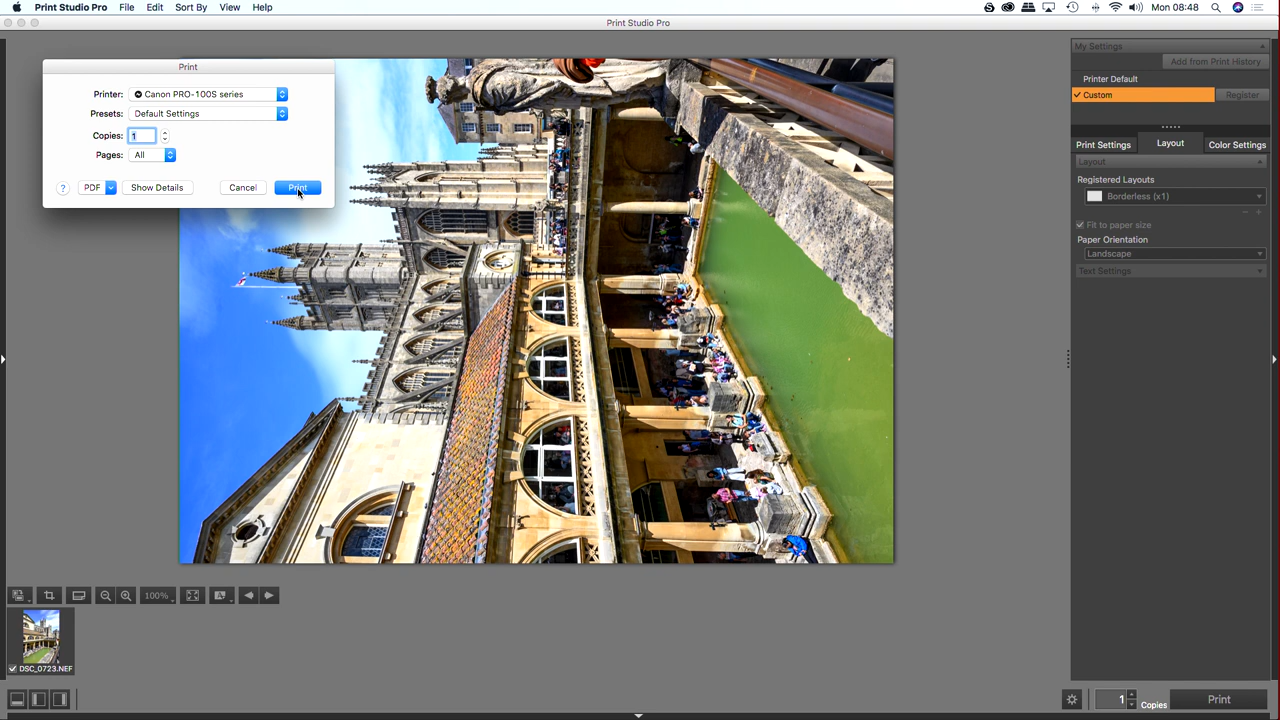 Print Studio Pro File Edit Sort By View Help Mon 08:48
Print Studio Pro
Print
Printer: Canon PRO-100S series
Presets: Default Settings
Copies: 1
Pages: All
? PDF Show Details Cancel Print
My Settings
Add from Print History
Printer Default
Custom Register
Print Settings Layout Color Settings
Layout
Registered Layouts
Borderless (x1)
Fit to paper size
Paper Orientation
Landscape
Text Settings
100%
DSC_0723.NEF
1 Copies Print